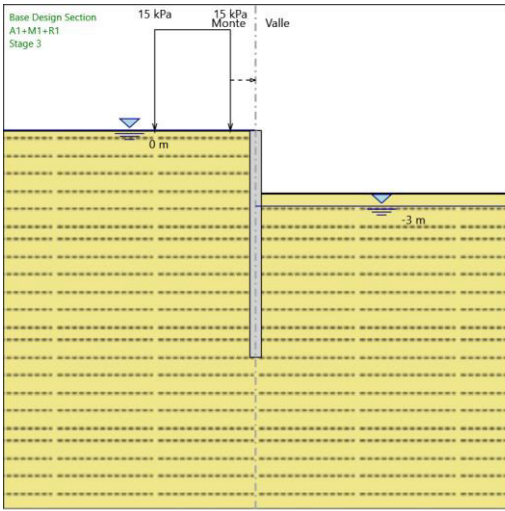 Base Design Section
A1+M1+R1
Stage 3
15 kPa
15 kPa
Monte
Valle
0 m
-3 m